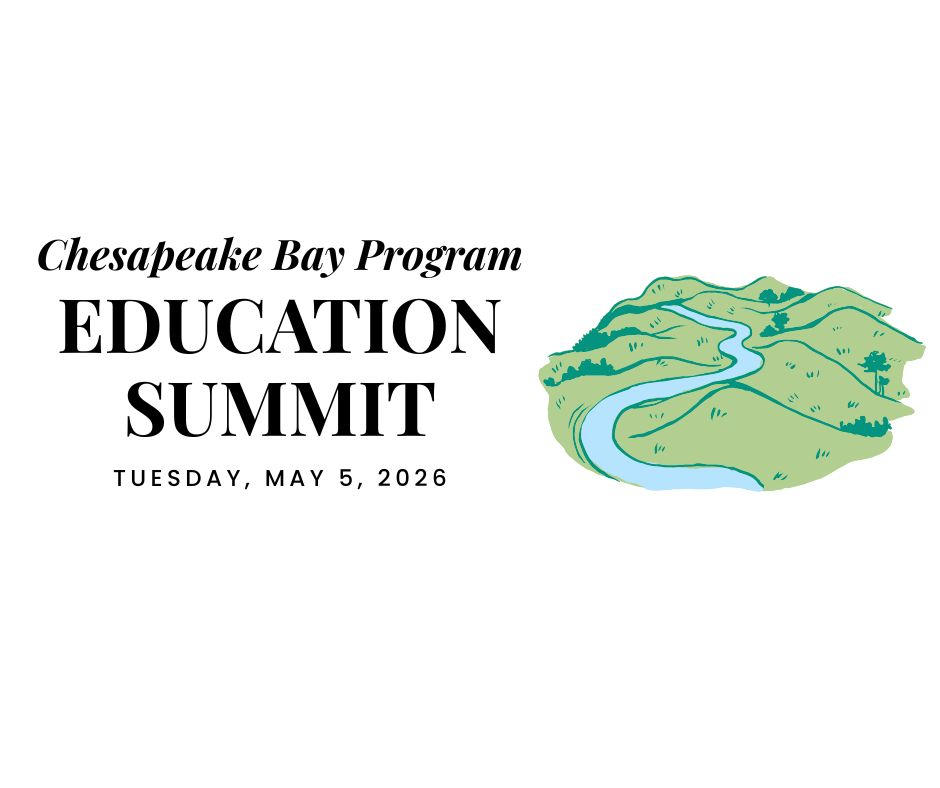 Chesapeake Bay Program
EDUCATION
SUMMIT
TUESDAY, MAY 5, 2026